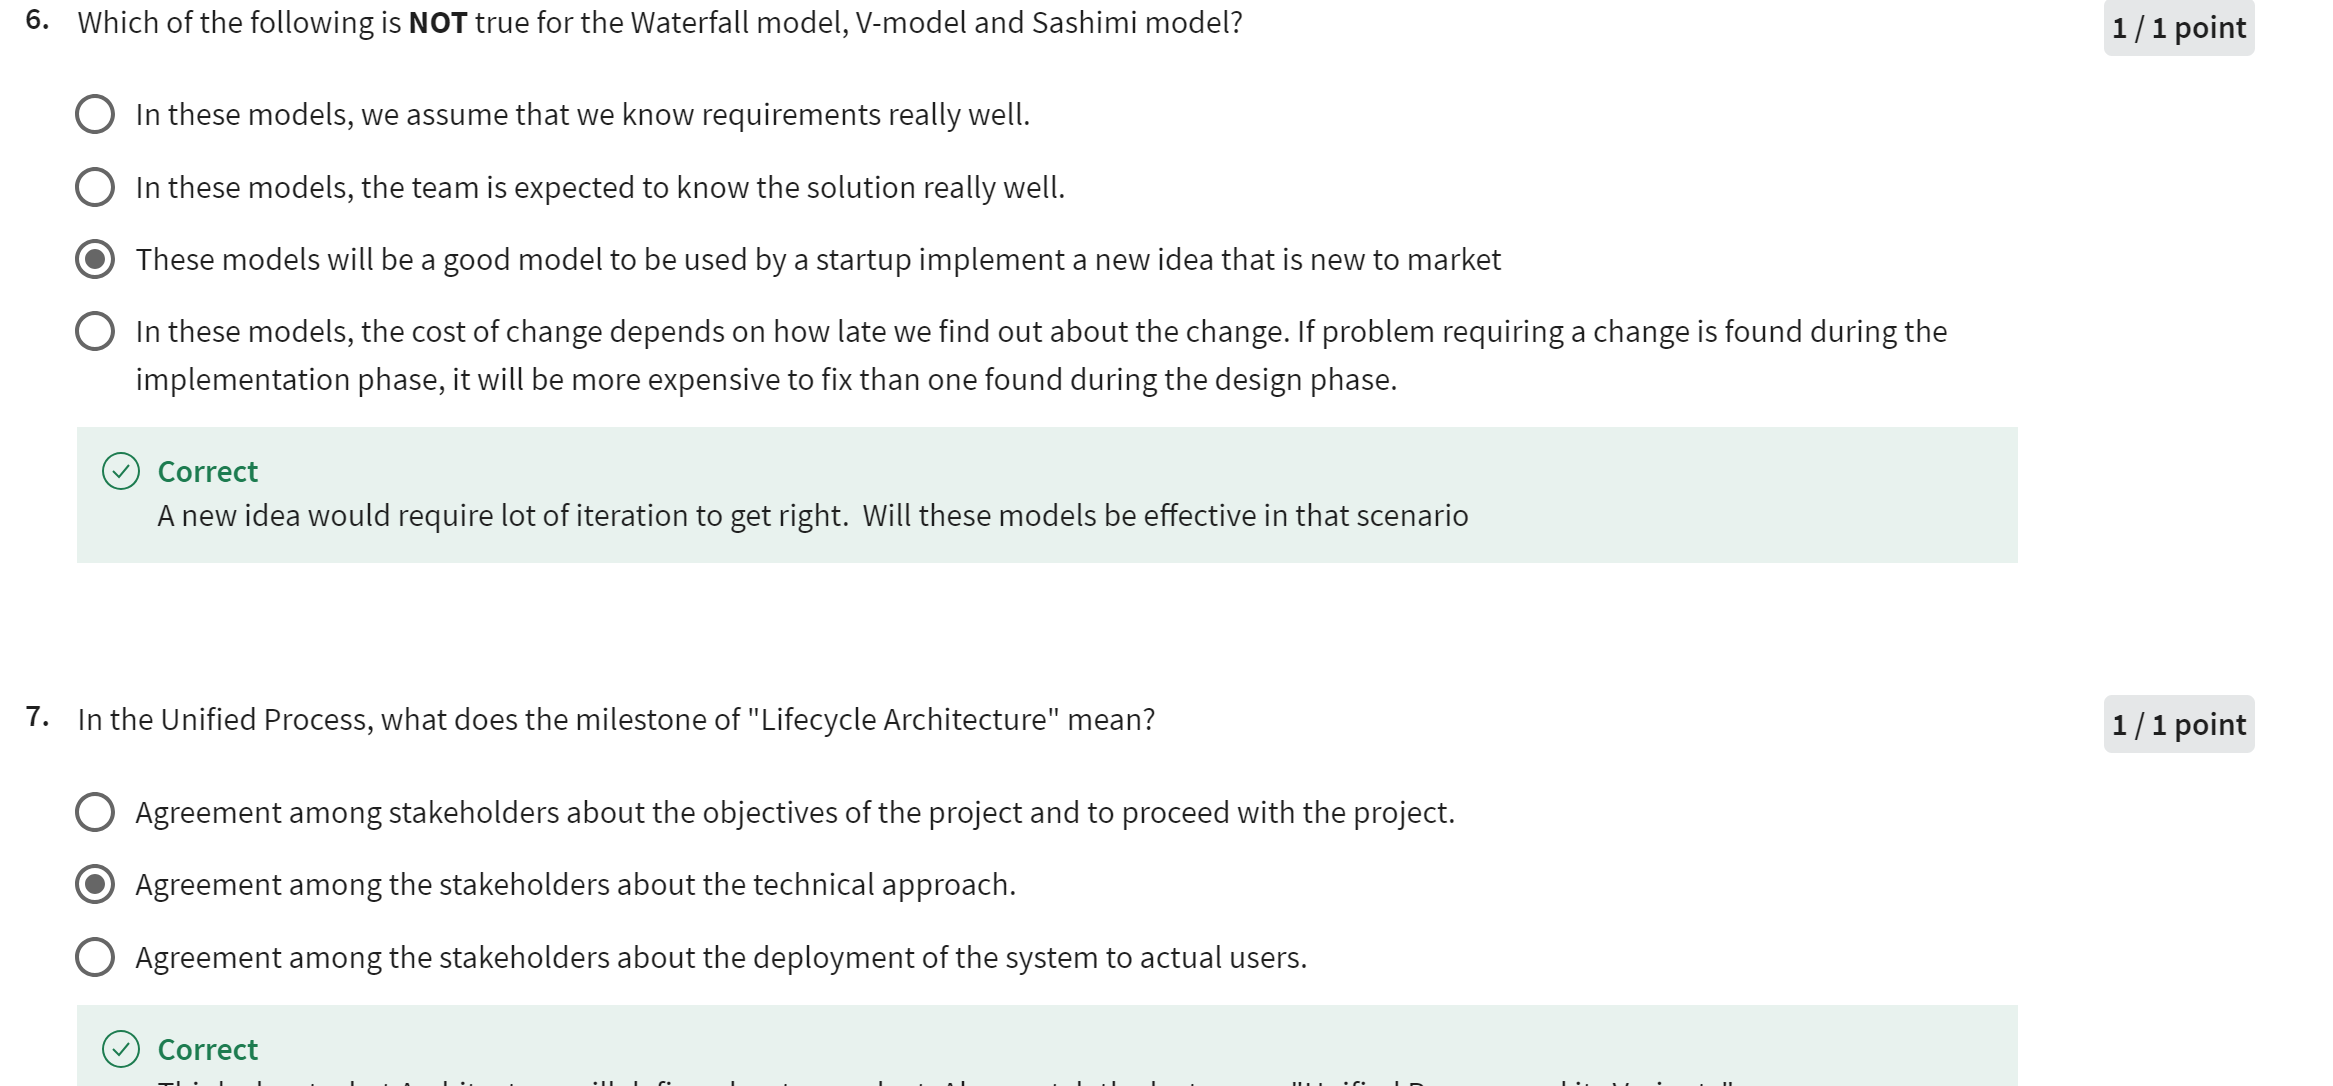 6. Which of the following is NOT true for the Waterfall model, V-model and Sashimi model?
1 / 1 point
In these models, we assume that we know requirements really well.
In these models, the team is expected to know the solution really well.
These models will be a good model to be used by a startup implement a new idea that is new to market
In these models, the cost of change depends on how late we find out about the change. If problem requiring a change is found during the
implementation phase, it will be more expensive to fix than one found during the design phase.
Correct
A new idea would require lot of iteration to get right.  Will these models be effective in that scenario
7. In the Unified Process, what does the milestone of "Lifecycle Architecture" mean?
1 / 1 point
Agreement among stakeholders about the objectives of the project and to proceed with the project.
Agreement among the stakeholders about the technical approach.
Agreement among the stakeholders about the deployment of the system to actual users.
Correct